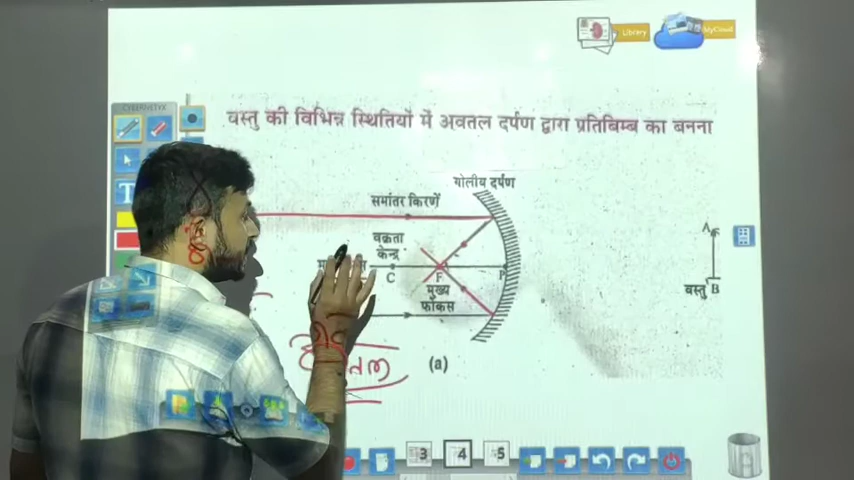 Library
MyCloud
CYBERNETYX
वस्तु की विभिन्न स्थितियों में अवतल दर्पण द्वारा प्रतिबिम्ब का बनना
गोलीय दर्पण
समांतर किरणें
वक्रता
केन्द्र
C
P
मुख्य
फोकस
A
वस्तु B
(a)
3
4
5